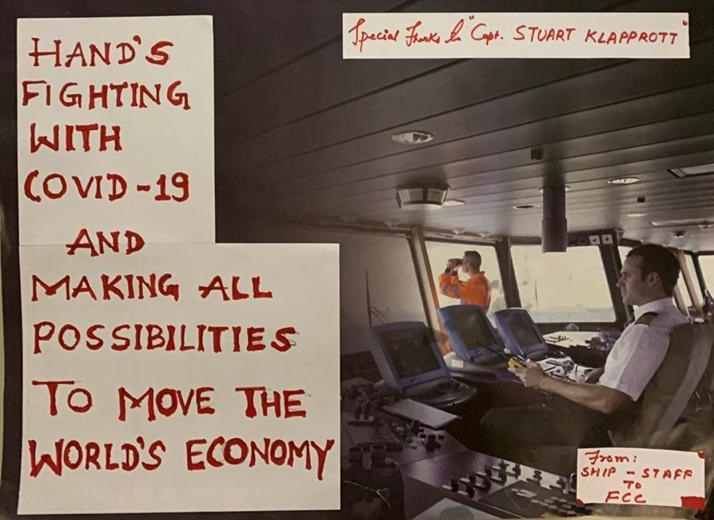 HAND'S
FIGHTING
WITH
COVID-19
AND
MAKING ALL
POSSIBILITIES
TO MOVE THE
WORLD'S ECONOMY
Special Thanks to "Capt. STUART KLAPPROTT"
From:
SHIP - STAFF
TO
FCC